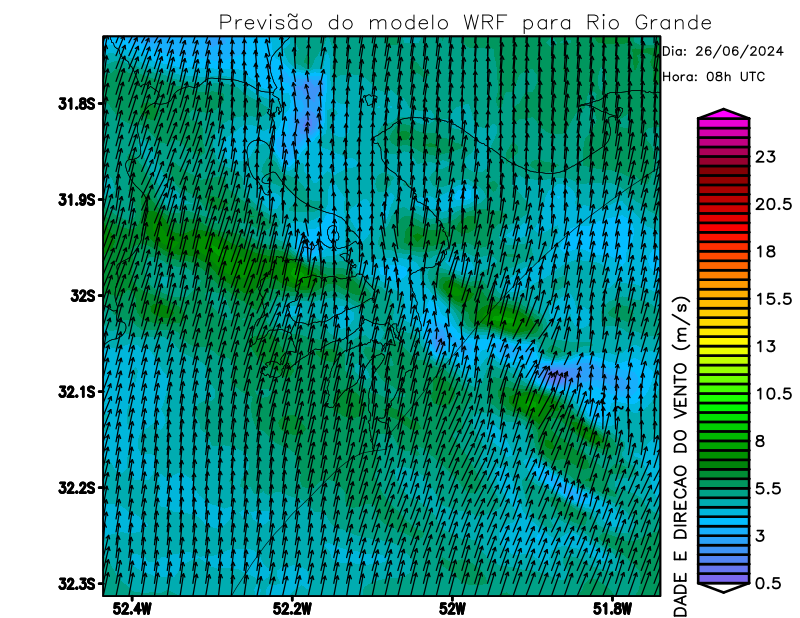 Previsão do modelo WRF para Rio Grande
Dia: 26/06/2024
Hora: 08h UTC
31.8S
31.9S
32S
32.1S
32.2S
32.3S
52.4W
52.2W
52W
51.8W
23
20.5
18
15.5
13
10.5
8
5.5
3
0.5
DADE E DIRECAO DO VENTO (m/s)